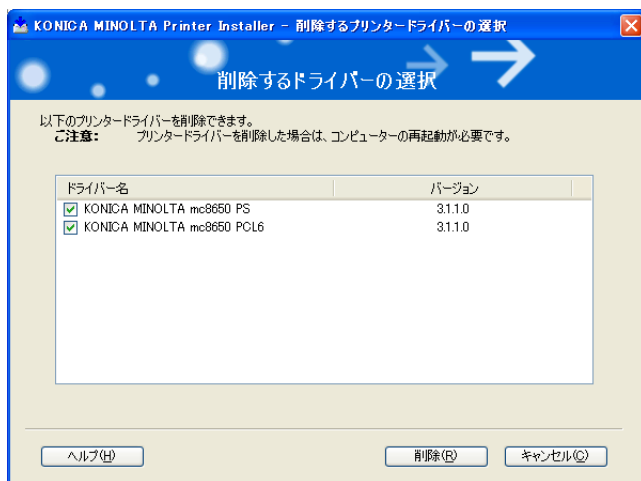 KONICA MINOLTA Printer Installer - 削除するプリンタードライバーの選択
削除するドライバーの選択
以下のプリンタードライバーを削除できます。
ご注意: プリンタードライバーを削除した場合は、コンピューターの再起動が必要です。
ドライバー名 バージョン
KONICA MINOLTA mc8650 PS 3.1.1.0
KONICA MINOLTA mc8650 PCL6 3.1.1.0
ヘルプ(H) 削除(R) キャンセル(C)